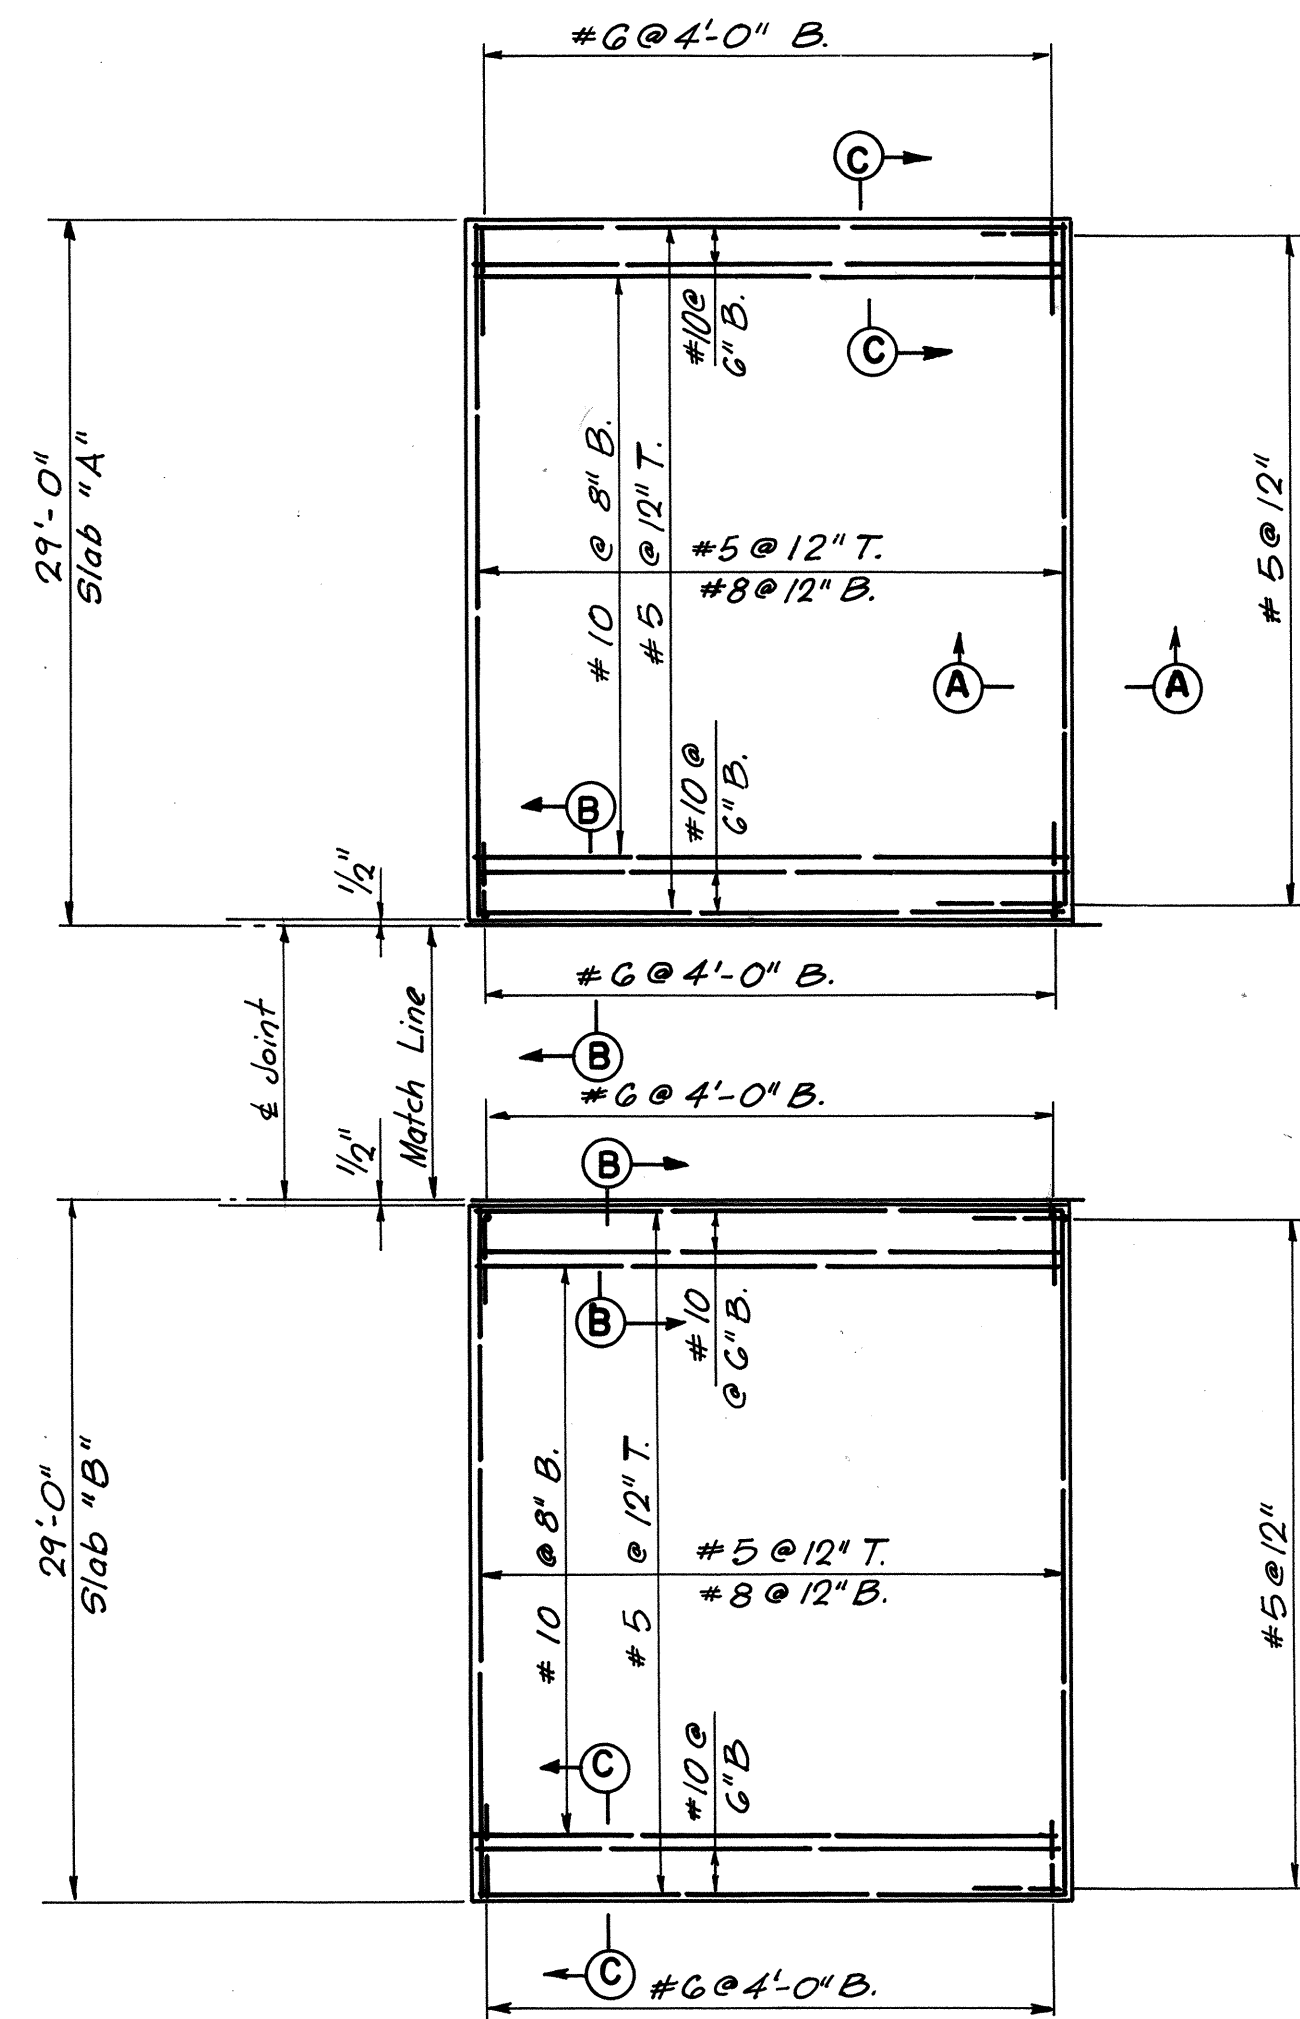 #6 @ 4'-0" B.
C
C
#10@
6" B.
29'-0"
Slab "A"
#10 @ 8" B.
#5 @ 12" T.
#5 @ 12" T.
#8 @ 12" B.
#5 @ 12"
A
A
B
#10 @
6" B.
1/2"
#6 @ 4'-0" B.
℄ Joint
Match Line
B
#6 @ 4'-0" B.
1/2"
B
B
#10
@ 6" B.
29'-0"
Slab "B"
#10 @ 8" B.
#5 @ 12" T.
#5 @ 12" T.
#8 @ 12" B.
#5 @ 12"
C
#10 @
6" B
C
#6 @ 4'-0" B.